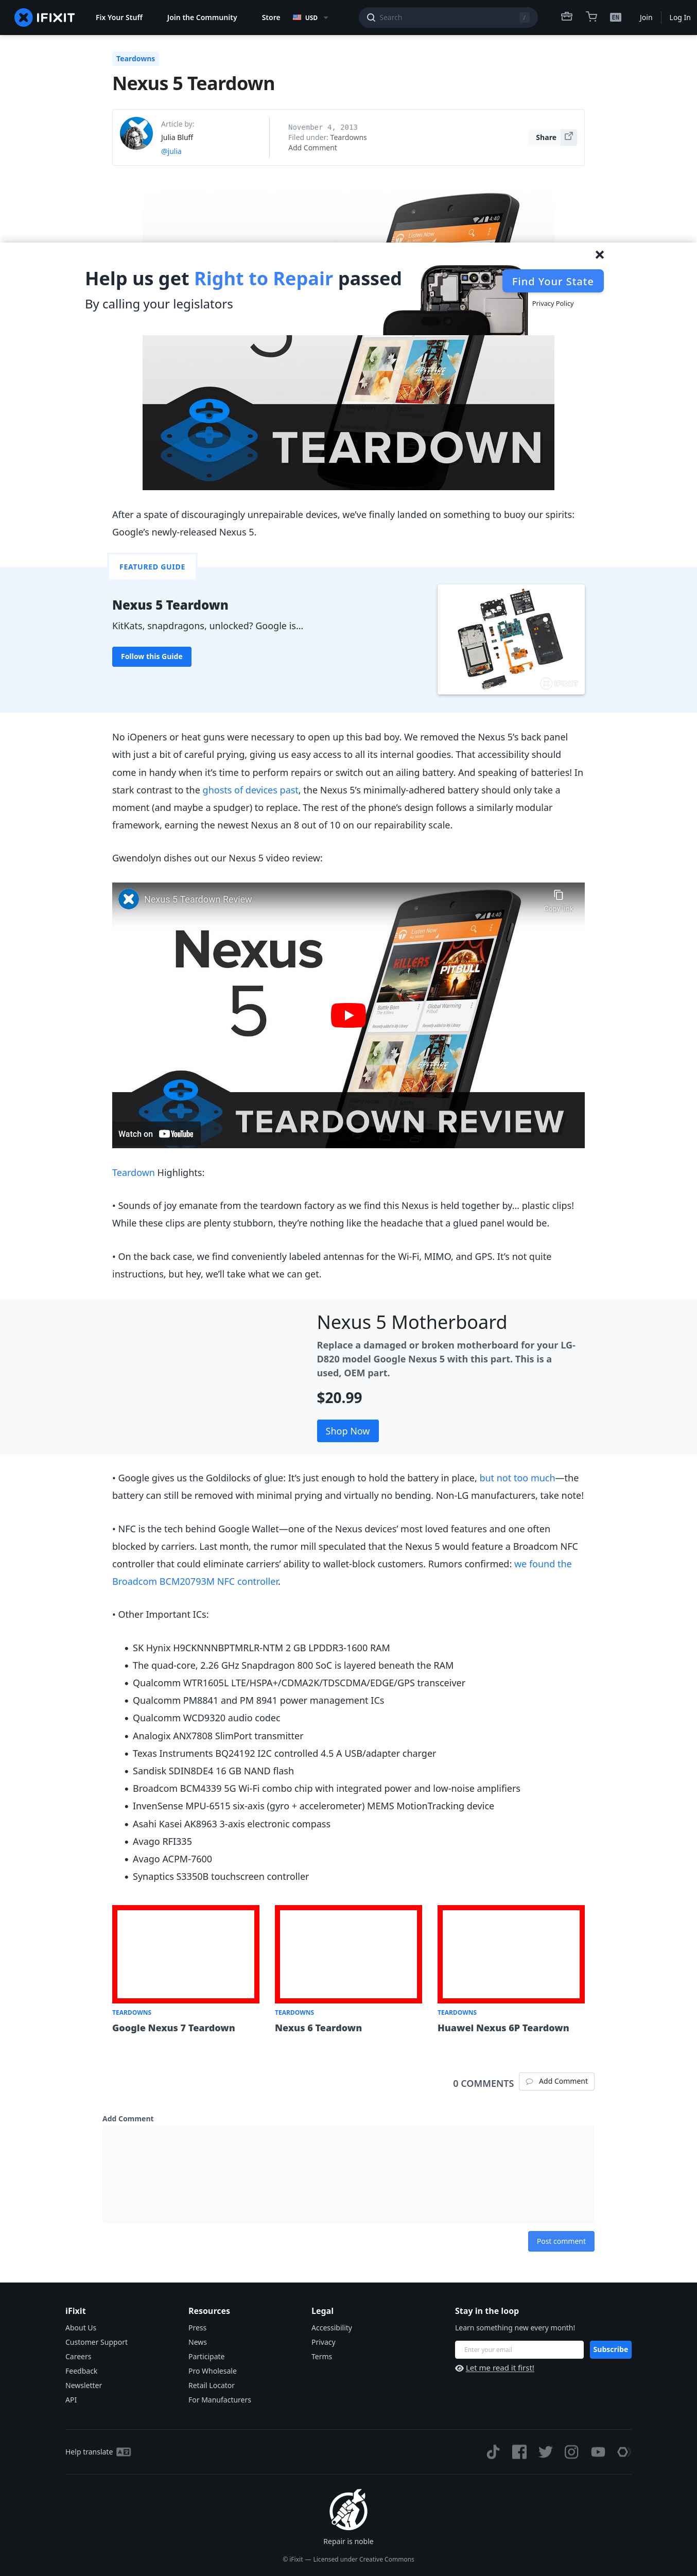 IFIXIT
Fix Your Stuff
Join the Community
Store
USD
Search
/
EN
Join
Log In
Teardowns
Nexus 5 Teardown
Article by:
Julia Bluff
@julia
November 4, 2013
Filed under: Teardowns
Add Comment
Share
4:40
Listen Now
Help us get Right to Repair passed
By calling your legislators
Find Your State
Privacy Policy
TEARDOWN
After a spate of discouragingly unrepairable devices, we’ve finally landed on something to buoy our spirits:
Google’s newly-released Nexus 5.
FEATURED GUIDE
Nexus 5 Teardown
KitKats, snapdragons, unlocked? Google is...
Follow this Guide
IFIXIT
No iOpeners or heat guns were necessary to open up this bad boy. We removed the Nexus 5’s back panel
with just a bit of careful prying, giving us easy access to all its internal goodies. That accessibility should
come in handy when it’s time to perform repairs or switch out an ailing battery. And speaking of batteries! In
stark contrast to the ghosts of devices past, the Nexus 5’s minimally-adhered battery should only take a
moment (and maybe a spudger) to replace. The rest of the phone’s design follows a similarly modular
framework, earning the newest Nexus an 8 out of 10 on our repairability scale.
Gwendolyn dishes out our Nexus 5 video review:
Nexus 5 Teardown Review
Copy link
4:40
Listen Now
Nexus
5
KILLERS
PITBULL
Battle Born
Global Warming
TEARDOWN REVIEW
Watch on YouTube
Teardown Highlights:
• Sounds of joy emanate from the teardown factory as we find this Nexus is held together by… plastic clips!
While these clips are plenty stubborn, they’re nothing like the headache that a glued panel would be.
• On the back case, we find conveniently labeled antennas for the Wi-Fi, MIMO, and GPS. It’s not quite
instructions, but hey, we’ll take what we can get.
Nexus 5 Motherboard
Replace a damaged or broken motherboard for your LG-
D820 model Google Nexus 5 with this part. This is a
used, OEM part.
$20.99
Shop Now
• Google gives us the Goldilocks of glue: It’s just enough to hold the battery in place, but not too much—the
battery can still be removed with minimal prying and virtually no bending. Non-LG manufacturers, take note!
• NFC is the tech behind Google Wallet—one of the Nexus devices’ most loved features and one often
blocked by carriers. Last month, the rumor mill speculated that the Nexus 5 would feature a Broadcom NFC
controller that could eliminate carriers’ ability to wallet-block customers. Rumors confirmed: we found the
Broadcom BCM20793M NFC controller.
• Other Important ICs:
• SK Hynix H9CKNNNBPTMRLR-NTM 2 GB LPDDR3-1600 RAM
• The quad-core, 2.26 GHz Snapdragon 800 SoC is layered beneath the RAM
• Qualcomm WTR1605L LTE/HSPA+/CDMA2K/TDSCDMA/EDGE/GPS transceiver
• Qualcomm PM8841 and PM 8941 power management ICs
• Qualcomm WCD9320 audio codec
• Analogix ANX7808 SlimPort transmitter
• Texas Instruments BQ24192 I2C controlled 4.5 A USB/adapter charger
• Sandisk SDIN8DE4 16 GB NAND flash
• Broadcom BCM4339 5G Wi-Fi combo chip with integrated power and low-noise amplifiers
• InvenSense MPU-6515 six-axis (gyro + accelerometer) MEMS MotionTracking device
• Asahi Kasei AK8963 3-axis electronic compass
• Avago RFI335
• Avago ACPM-7600
• Synaptics S3350B touchscreen controller
TEARDOWNS
Google Nexus 7 Teardown
TEARDOWNS
Nexus 6 Teardown
TEARDOWNS
Huawei Nexus 6P Teardown
0 COMMENTS
Add Comment
Add Comment
Post comment
iFixit
About Us
Customer Support
Careers
Feedback
Newsletter
API
Resources
Press
News
Participate
Pro Wholesale
Retail Locator
For Manufacturers
Legal
Accessibility
Privacy
Terms
Stay in the loop
Learn something new every month!
Enter your email
Subscribe
Let me read it first!
Help translate
Repair is noble
© iFixit — Licensed under Creative Commons